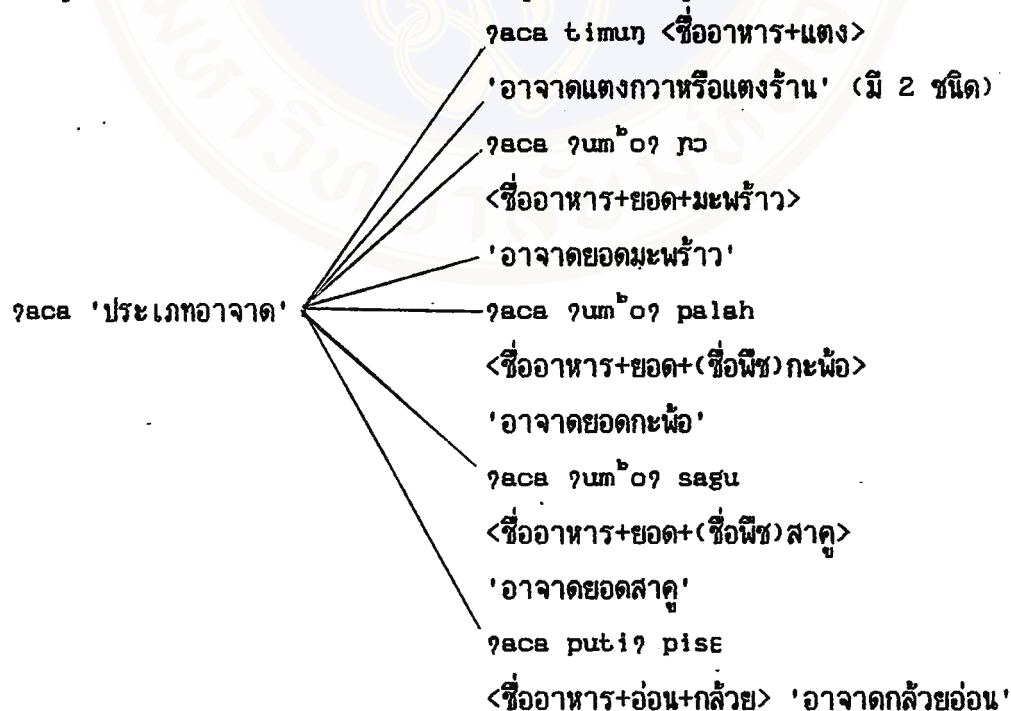 ʔaca timuŋ <ชื่ออาหาร+แตง>
'อาจาดแตงกวาหรือแตงร้าน' (มี 2 ชนิด)
ʔaca ʔumᵇoʔ ɲɔ
<ชื่ออาหาร+ยอด+มะพร้าว>
'อาจาดยอดมะพร้าว'
ʔaca 'ประเภทอาจาด'
ʔaca ʔumᵇoʔ palah
<ชื่ออาหาร+ยอด+(ชื่อพืช)กะพ้อ>
'อาจาดยอดกะพ้อ'
ʔaca ʔumᵇoʔ sagu
<ชื่ออาหาร+ยอด+(ชื่อพืช)สาคู>
'อาจาดยอดสาคู'
ʔaca putiʔ pisɛ
<ชื่ออาหาร+อ่อน+กล้วย> 'อาจาดกล้วยอ่อน'